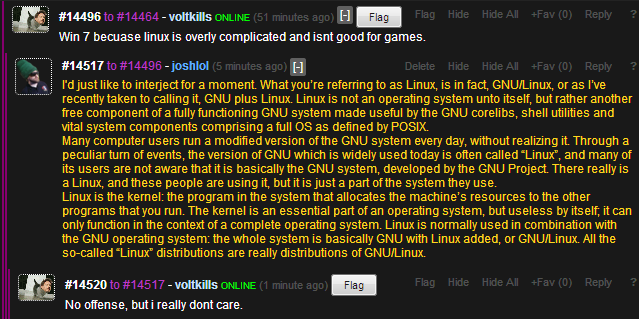 #14496 to #14464 - voltkills ONLINE (51 minutes ago) [-] Flag Flag Hide Hide All +Fav (0) Reply ?
Win 7 becuase linux is overly complicated and isnt good for games.
#14517 to #14496 - joshlol (5 minutes ago) [-] Delete Hide Hide All +Fav (0) Reply ?
I'd just like to interject for a moment. What you're referring to as Linux, is in fact, GNU/Linux, or as I've
recently taken to calling it, GNU plus Linux. Linux is not an operating system unto itself, but rather another
free component of a fully functioning GNU system made useful by the GNU corelibs, shell utilities and
vital system components comprising a full OS as defined by POSIX.
Many computer users run a modified version of the GNU system every day, without realizing it. Through a
peculiar turn of events, the version of GNU which is widely used today is often called “Linux”, and many of
its users are not aware that it is basically the GNU system, developed by the GNU Project. There really is
a Linux, and these people are using it, but it is just a part of the system they use.
Linux is the kernel: the program in the system that allocates the machine's resources to the other
programs that you run. The kernel is an essential part of an operating system, but useless by itself; it can
only function in the context of a complete operating system. Linux is normally used in combination with
the GNU operating system: the whole system is basically GNU with Linux added, or GNU/Linux. All the
so-called “Linux” distributions are really distributions of GNU/Linux.
#14520 to #14517 - voltkills ONLINE (1 minute ago) Flag Flag Hide Hide All +Fav (0) Reply ?
No offense, but i really dont care.